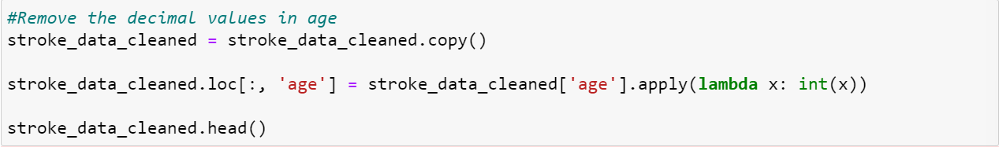 #Remove the decimal values in age
stroke_data_cleaned = stroke_data_cleaned.copy()
stroke_data_cleaned.loc[:, 'age'] = stroke_data_cleaned['age'].apply(lambda x: int(x))
stroke_data_cleaned.head()